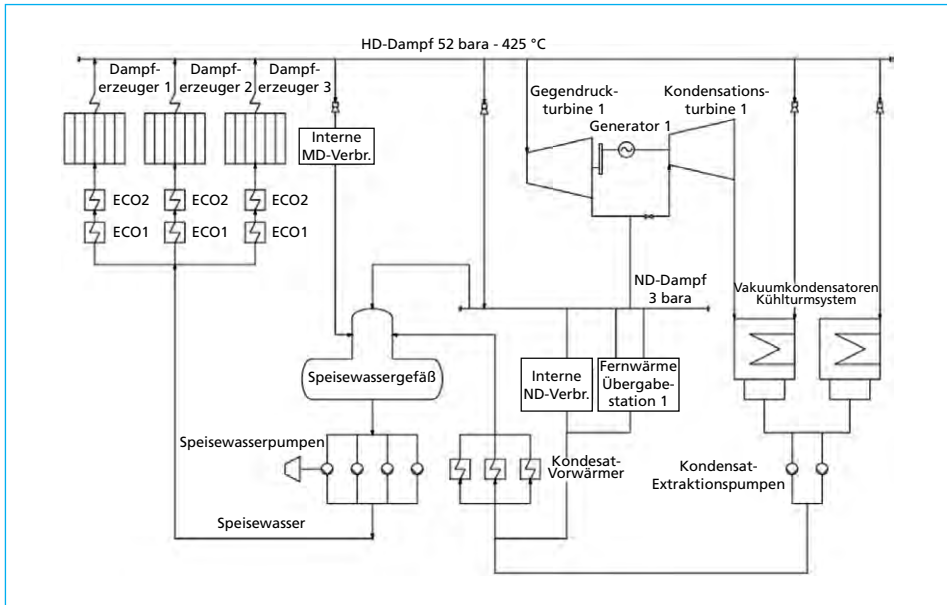 HD-Dampf 52 bara - 425 °C
Dampf-
erzeuger 1
Dampf-
erzeuger 2
Dampf-
erzeuger 3
Interne
MD-Verbr.
Gegendruck-
turbine 1
Generator 1
Kondensations-
turbine 1
ECO2
ECO2
ECO2
ECO1
ECO1
ECO1
ND-Dampf
3 bara
Vakuumkondensatoren
Kühlturmsystem
Speisewassergefäß
Interne
ND-Verbr.
Fernwärme
Übergabe-
station 1
Speisewasserpumpen
Kondesat-
Vorwärmer
Kondensat-
Extraktionspumpen
Speisewasser